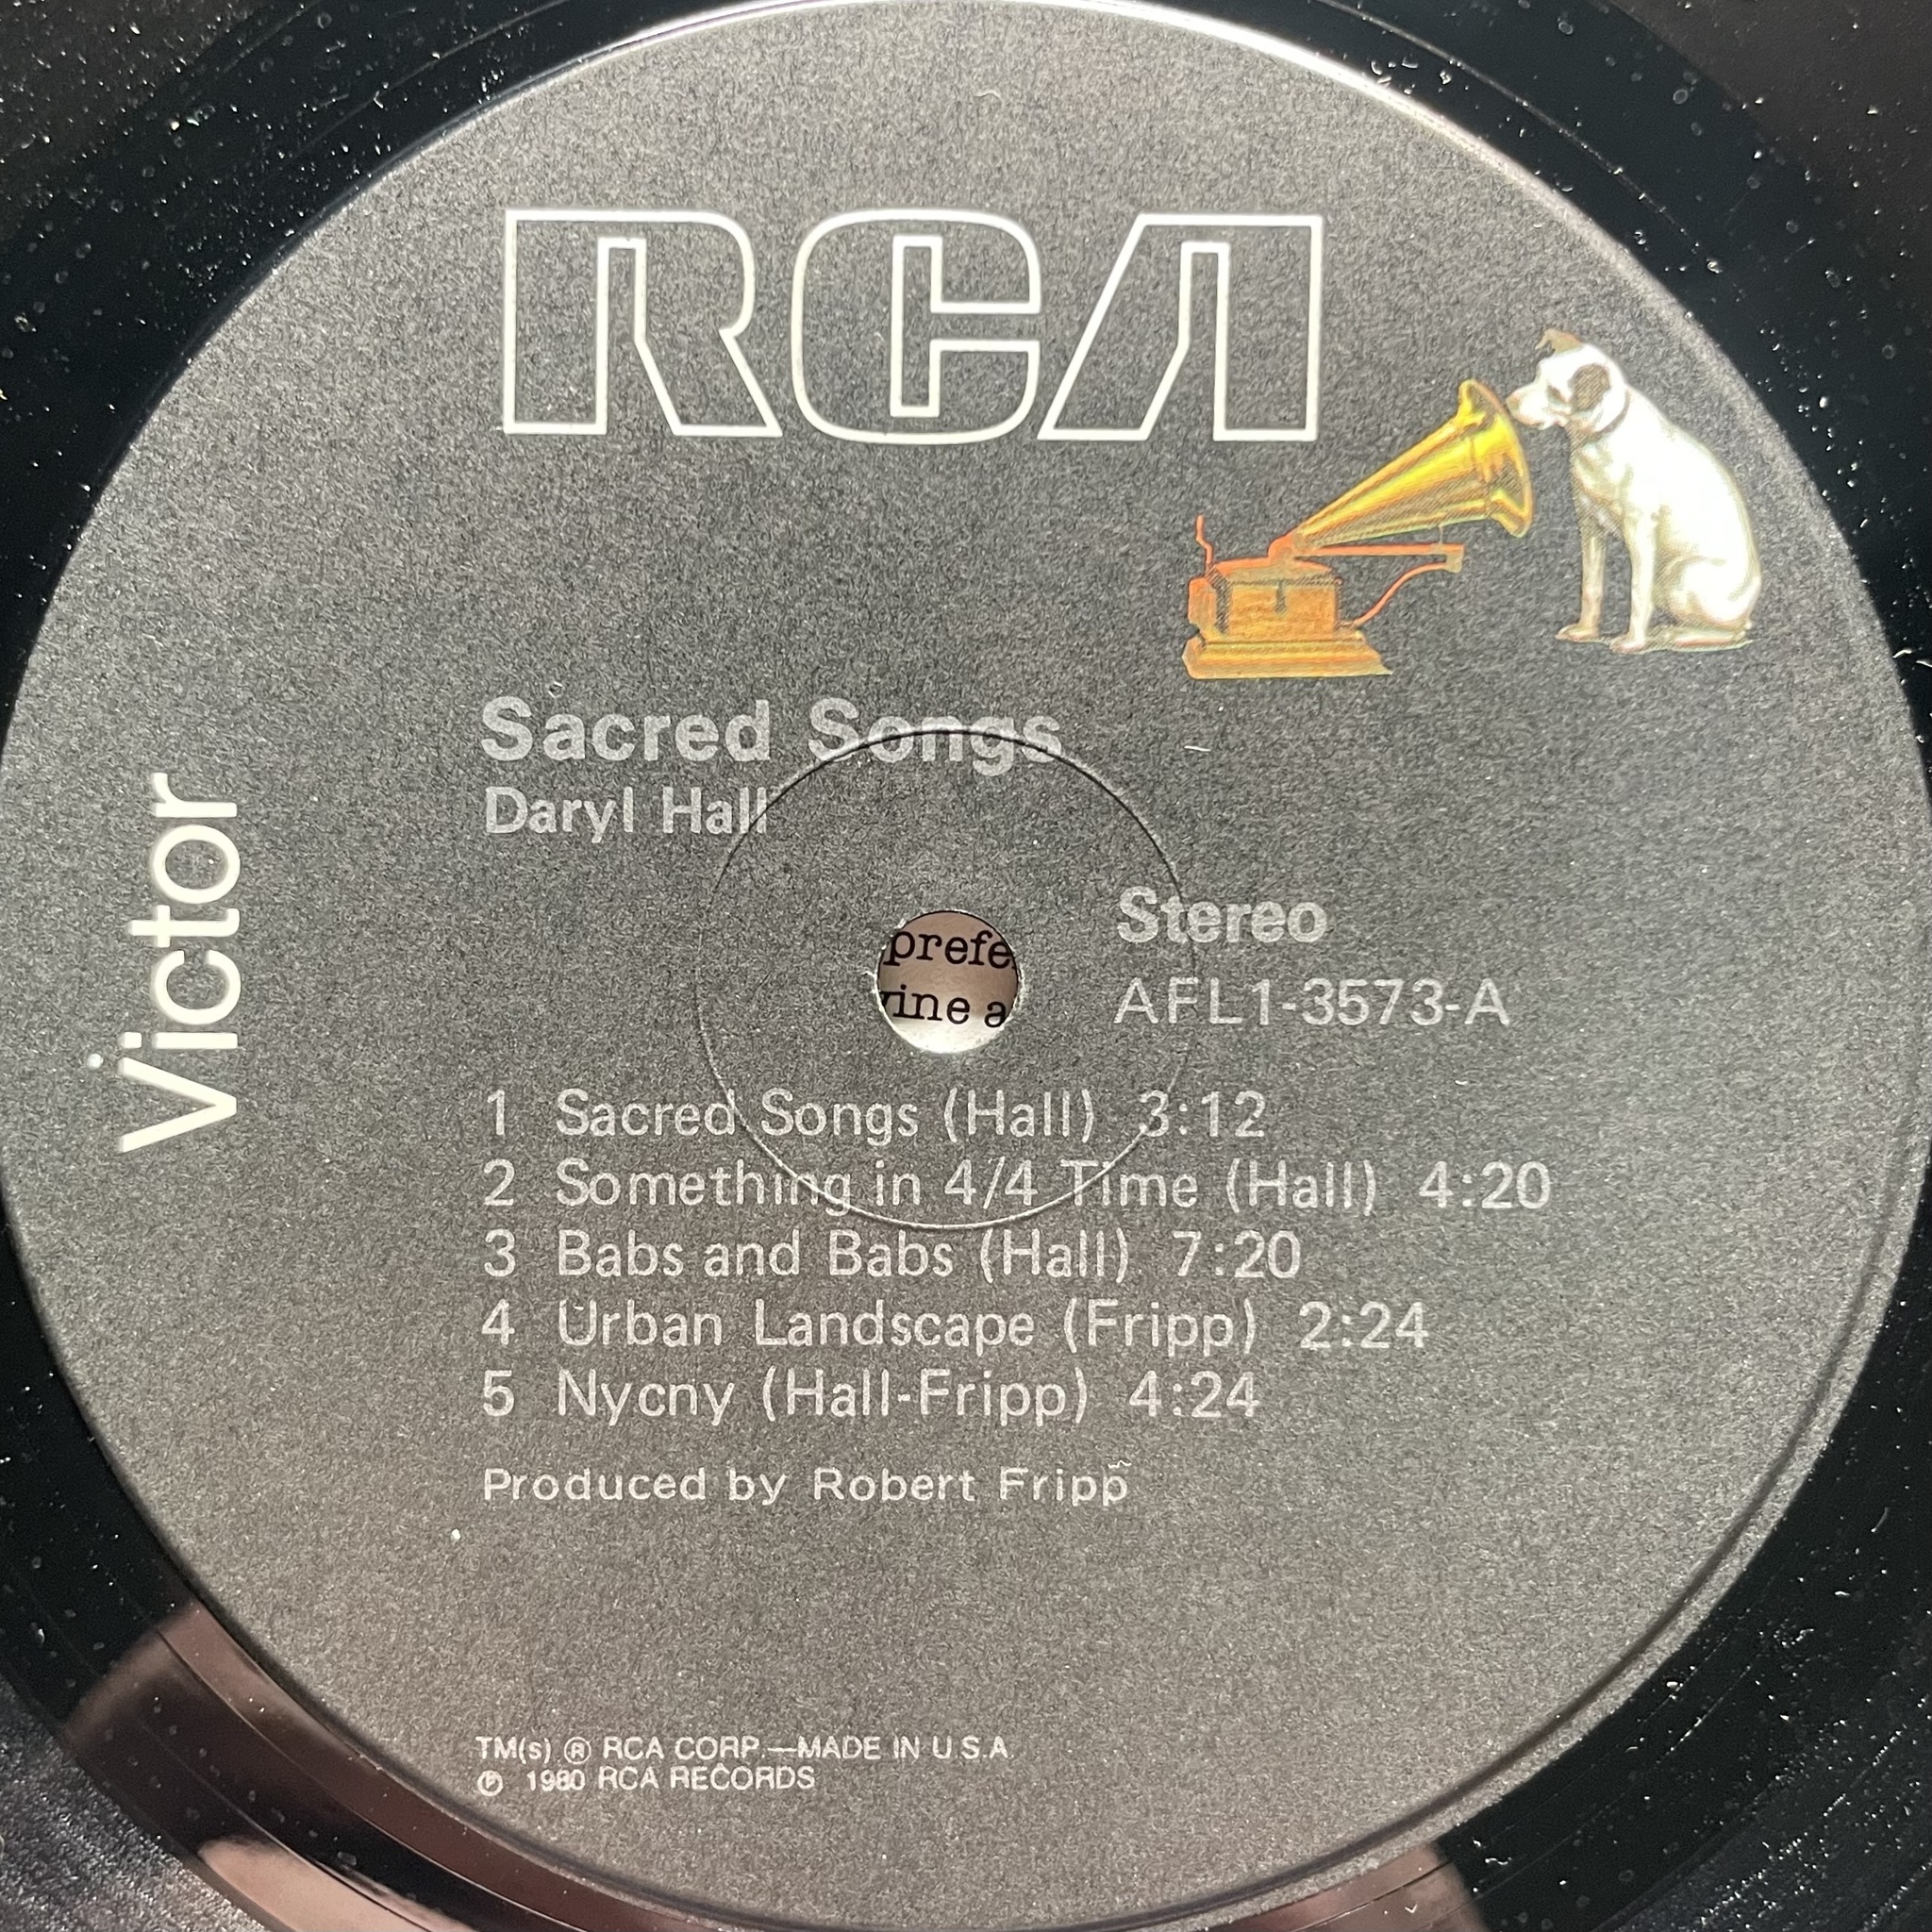 RCA
Victor
Sacred Songs
Daryl Hall
Stereo
AFL1-3573-A
prefe
ine a
1 Sacred Songs (Hall) 3:12
2 Something in 4/4 Time (Hall) 4:20
3 Babs and Babs (Hall) 7:20
4 Urban Landscape (Fripp) 2:24
5 Nycny (Hall-Fripp) 4:24
Produced by Robert Fripp
TM(s) ® RCA CORP.—MADE IN U.S.A.
℗ 1980 RCA RECORDS